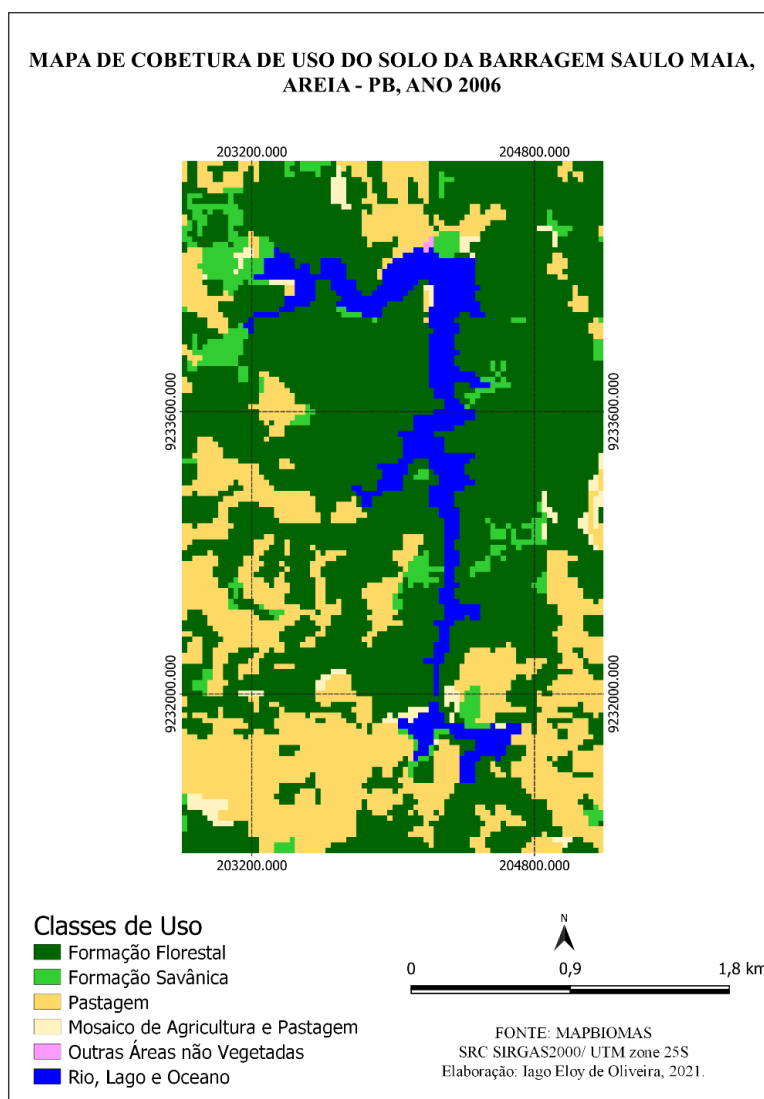 MAPA DE COBETURA DE USO DO SOLO DA BARRAGEM SAULO MAIA,
AREIA - PB, ANO 2006
203200.000
204800.000
9233600.000
9233600.000
9232000.000
9232000.000
203200.000
204800.000
Classes de Uso
Formação Florestal
Formação Savânica
Pastagem
Mosaico de Agricultura e Pastagem
Outras Áreas não Vegetadas
Rio, Lago e Oceano
N
0
0,9
1,8 km
FONTE: MAPBIOMAS
SRC SIRGAS2000/ UTM zone 25S
Elaboração: Iago Eloy de Oliveira, 2021.